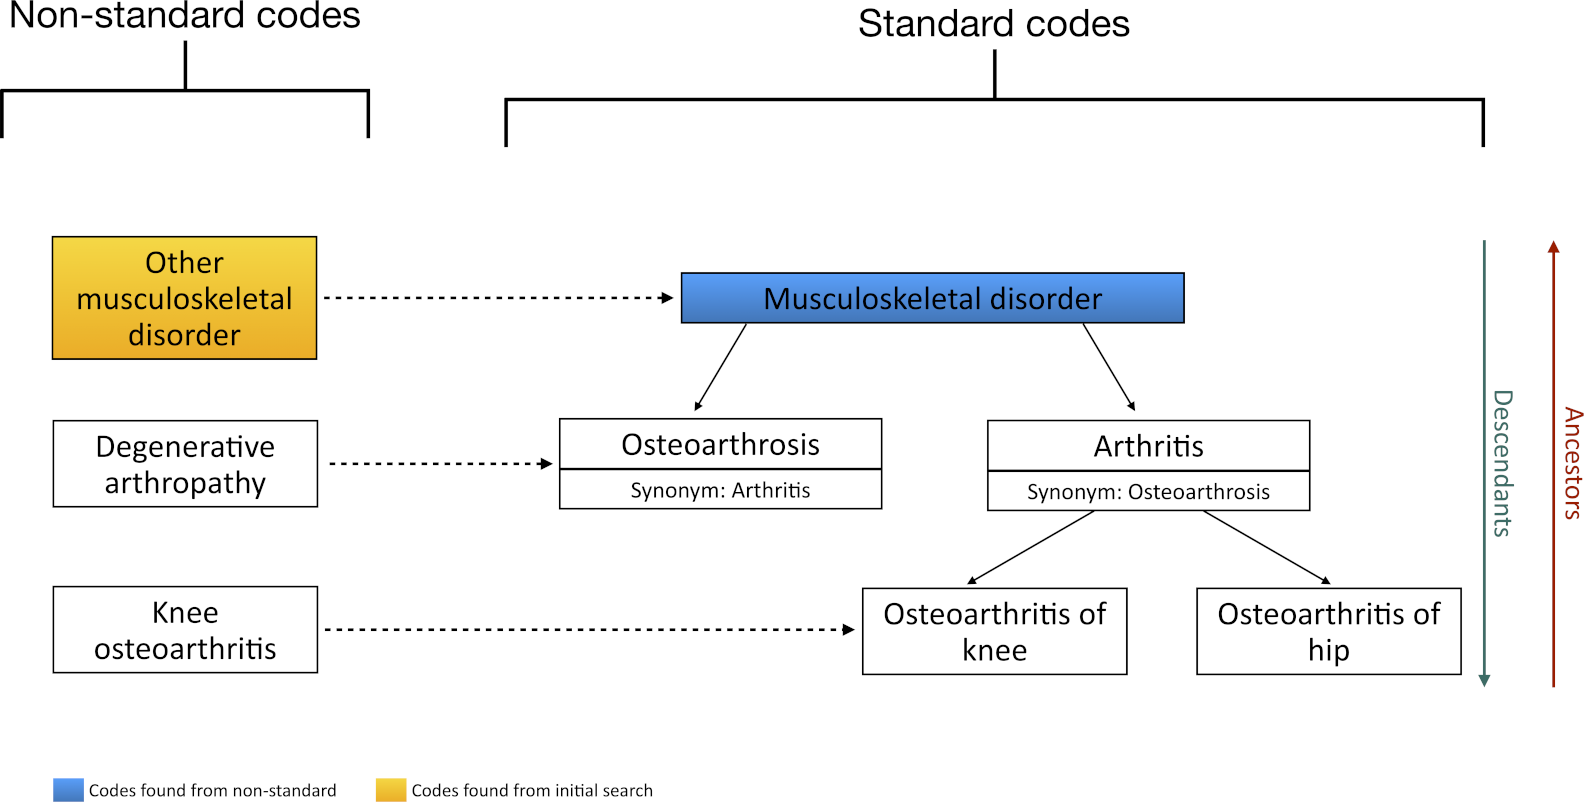 Non-standard codes
Standard codes
Other
musculoskeletal
disorder
Musculoskeletal disorder
Degenerative
arthropathy
Osteoarthrosis
Synonym: Arthritis
Arthritis
Synonym: Osteoarthrosis
Knee
osteoarthritis
Osteoarthritis of
knee
Osteoarthritis of
hip
Descendants
Ancestors
Codes found from non-standard
Codes found from initial search